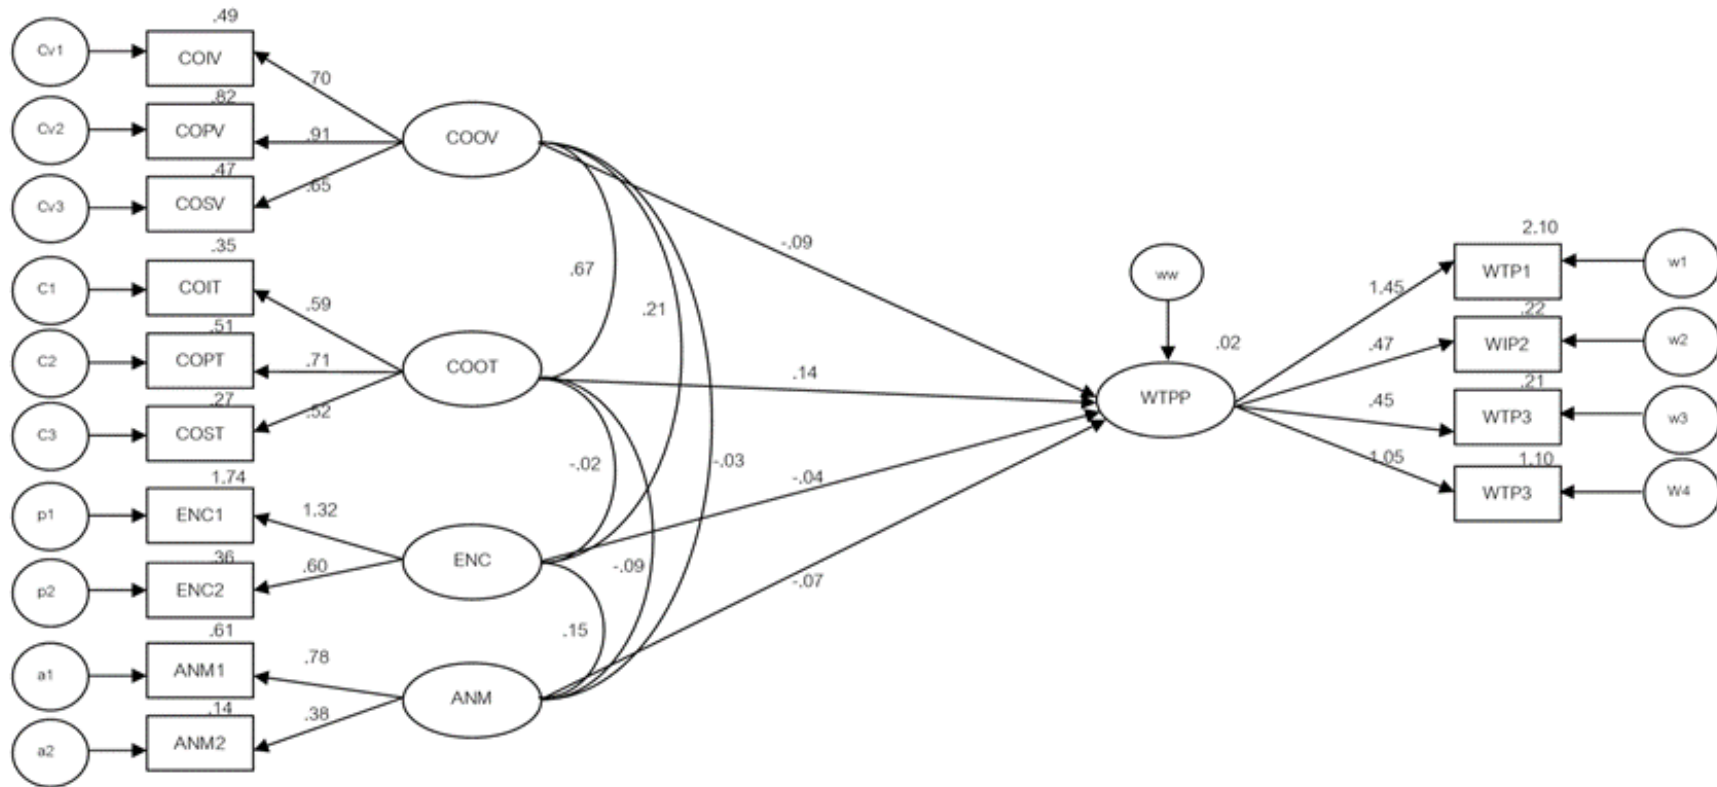 .49
Cv1
COIV
.70
.82
Cv2
COPV
.91
COOV
.47
Cv3
COSV
.65
.35
C1
COIT
.59
.51
C2
COPT
.71
COOT
.27
C3
COST
.52
1.74
p1
ENC1
1.32
.36
p2
ENC2
.60
ENC
.61
a1
ANM1
.78
.14
a2
ANM2
.38
ANM
.67
.21
-.02
-.03
-.09
.15
-.09
.14
-.04
-.07
ww
.02
WTPP
2.10
1.45
WTP1
w1
.22
.47
WIP2
w2
.21
.45
WTP3
w3
1.05
1.10
WTP3
W4